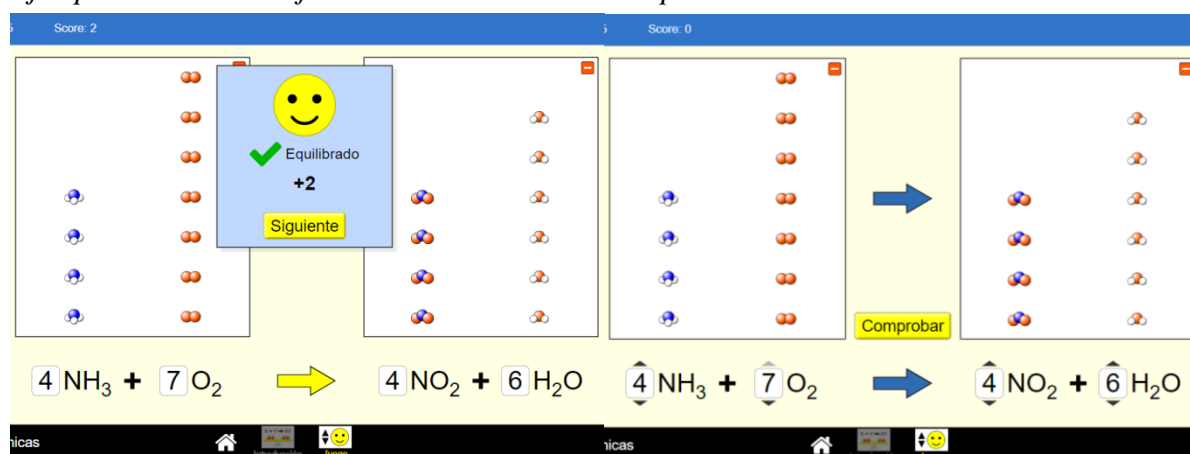 Score: 2
Equilibrado
+2
Siguiente
4 NH₃ + 7 O₂ 4 NO₂ + 6 H₂O
nicas
Score: 0
Comprobar
4 NH₃ + 7 O₂ 4 NO₂ + 6 H₂O
nicas